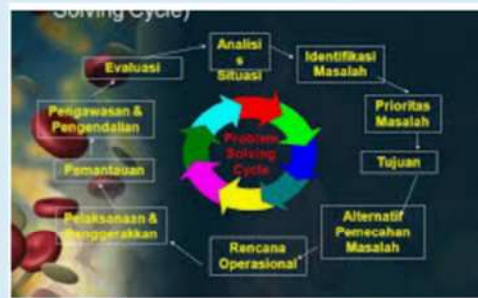 Solving Cycle)
Analisi
s
Situasi
Identifikasi
Masalah
Prioritas
Masalah
Tujuan
Alternatif
Pemecahan
Masalah
Rencana
Operasional
Pelaksanaan &
Penggerakkan
Pemantauan
Pengawasan &
Pengendalian
Evaluasi
Problem
Solving
Cycle